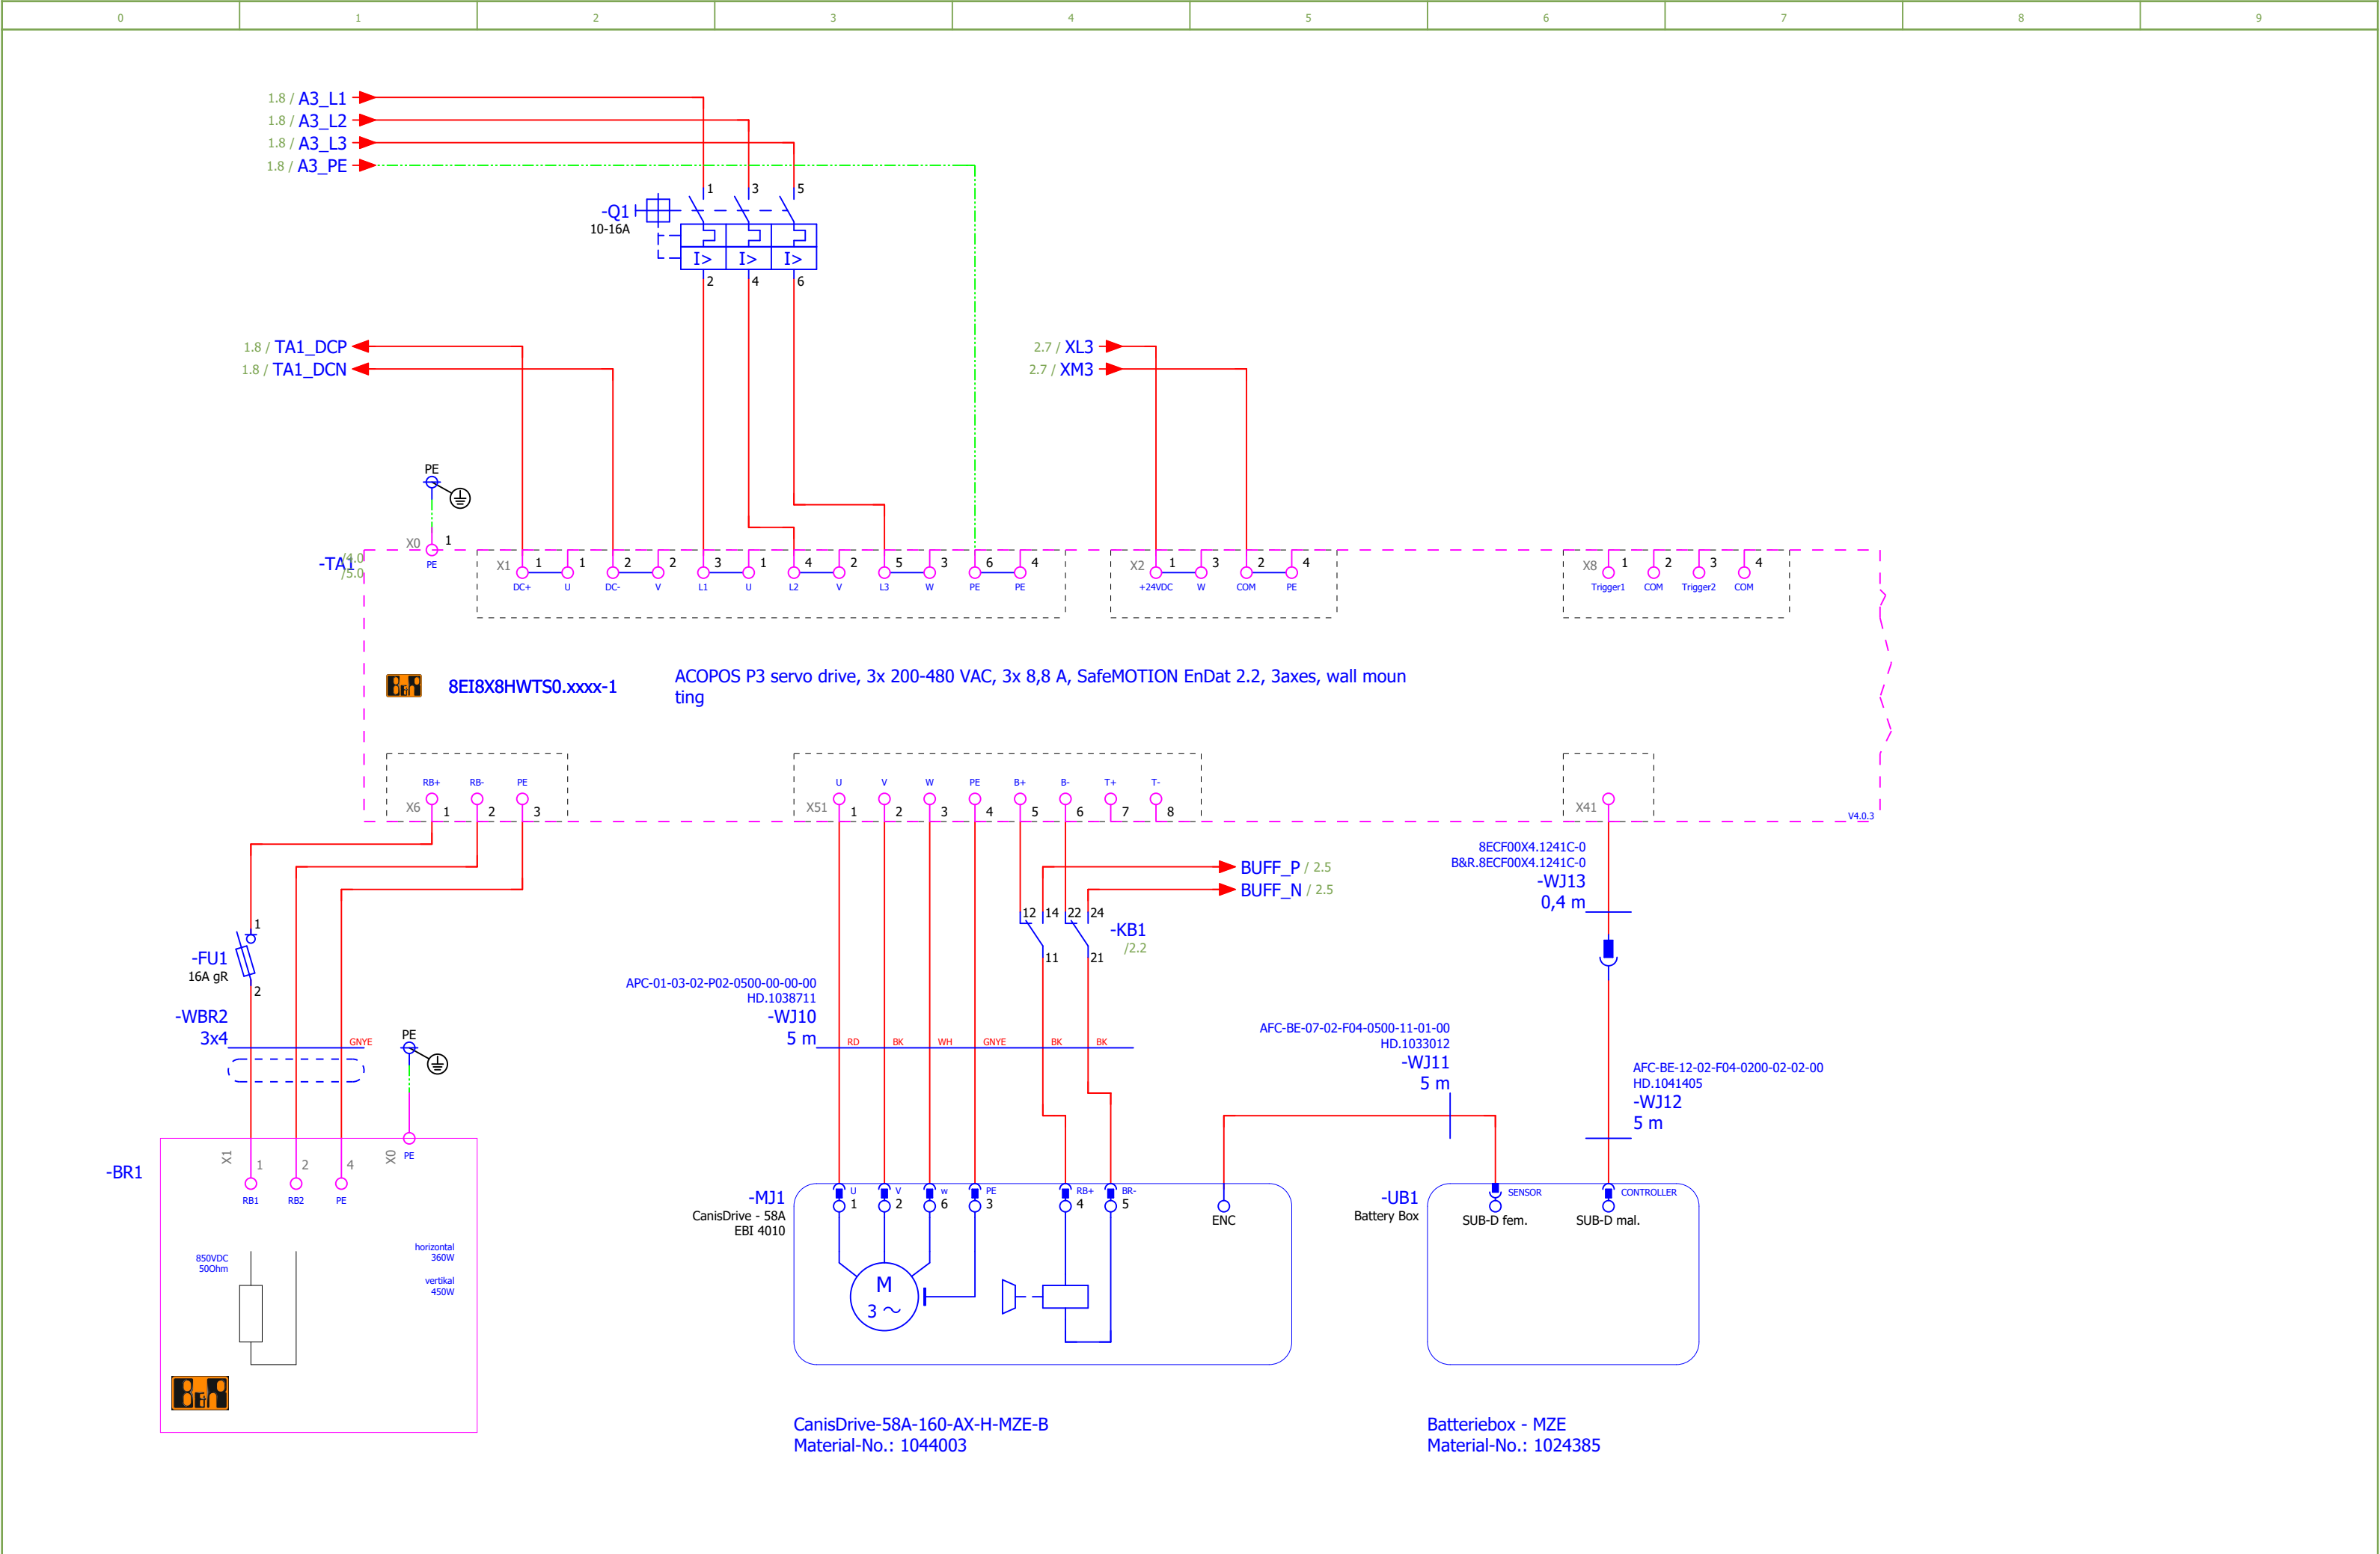 0 1 2 3 4 5 6 7 8 9
1.8 / A3_L1
1.8 / A3_L2
1.8 / A3_L3
1.8 / A3_PE
1 3 5
-Q1
10-16A
I> I> I>
2 4 6
1.8 / TA1_DCP
1.8 / TA1_DCN
2.7 / XL3
2.7 / XM3
PE
X0 1
PE
-TA1
/4.0
/5.0
X1 1 1 2 2 3 1 4 2 5 3 6 4
DC+ U DC- V L1 U L2 V L3 W PE PE
X2 1 3 2 4
+24VDC W COM PE
X8 1 2 3 4
Trigger1 COM Trigger2 COM
B&R
8EI8X8HWTS0.xxxx-1
ACOPOS P3 servo drive, 3x 200-480 VAC, 3x 8,8 A, SafeMOTION EnDat 2.2, 3axes, wall moun
ting
RB+ RB- PE
X6 1 2 3
U V W PE B+ B- T+ T-
X51 1 2 3 4 5 6 7 8
X41
V4.0.3
BUFF_P / 2.5
BUFF_N / 2.5
8ECF00X4.1241C-0
B&R.8ECF00X4.1241C-0
-WJ13
0,4 m
12 14 22 24
-KB1
/2.2
11 21
1
-FU1
16A gR
2
-WBR2
3x4
GNYE
PE
APC-01-03-02-P02-0500-00-00-00
HD.1038711
-WJ10
5 m
RD BK WH GNYE BK BK
AFC-BE-07-02-F04-0500-11-01-00
HD.1033012
-WJ11
5 m
AFC-BE-12-02-F04-0200-02-02-00
HD.1041405
-WJ12
5 m
-BR1
X1 1 2 4
RB1 RB2 PE
X0 PE
850VDC
50Ohm
horizontal
360W
vertikal
450W
B&R
-MJ1
CanisDrive - 58A
EBI 4010
U V w PE RB+ BR-
1 2 6 3 4 5
ENC
M
3 ~
-UB1
Battery Box
SENSOR
SUB-D fem.
CONTROLLER
SUB-D mal.
CanisDrive-58A-160-AX-H-MZE-B
Material-No.: 1044003
Batteriebox - MZE
Material-No.: 1024385